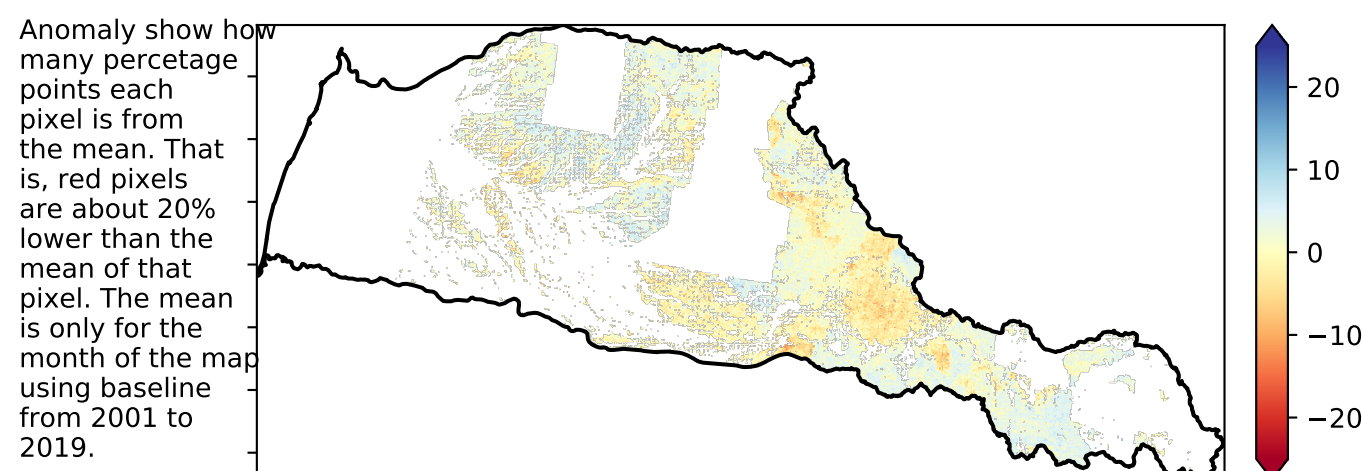 Anomaly show how
many percetage
points each
pixel is from
the mean. That
is, red pixels
are about 20%
lower than the
mean of that
pixel. The mean
is only for the
month of the map
using baseline
from 2001 to
2019.
20
10
0
−10
−20